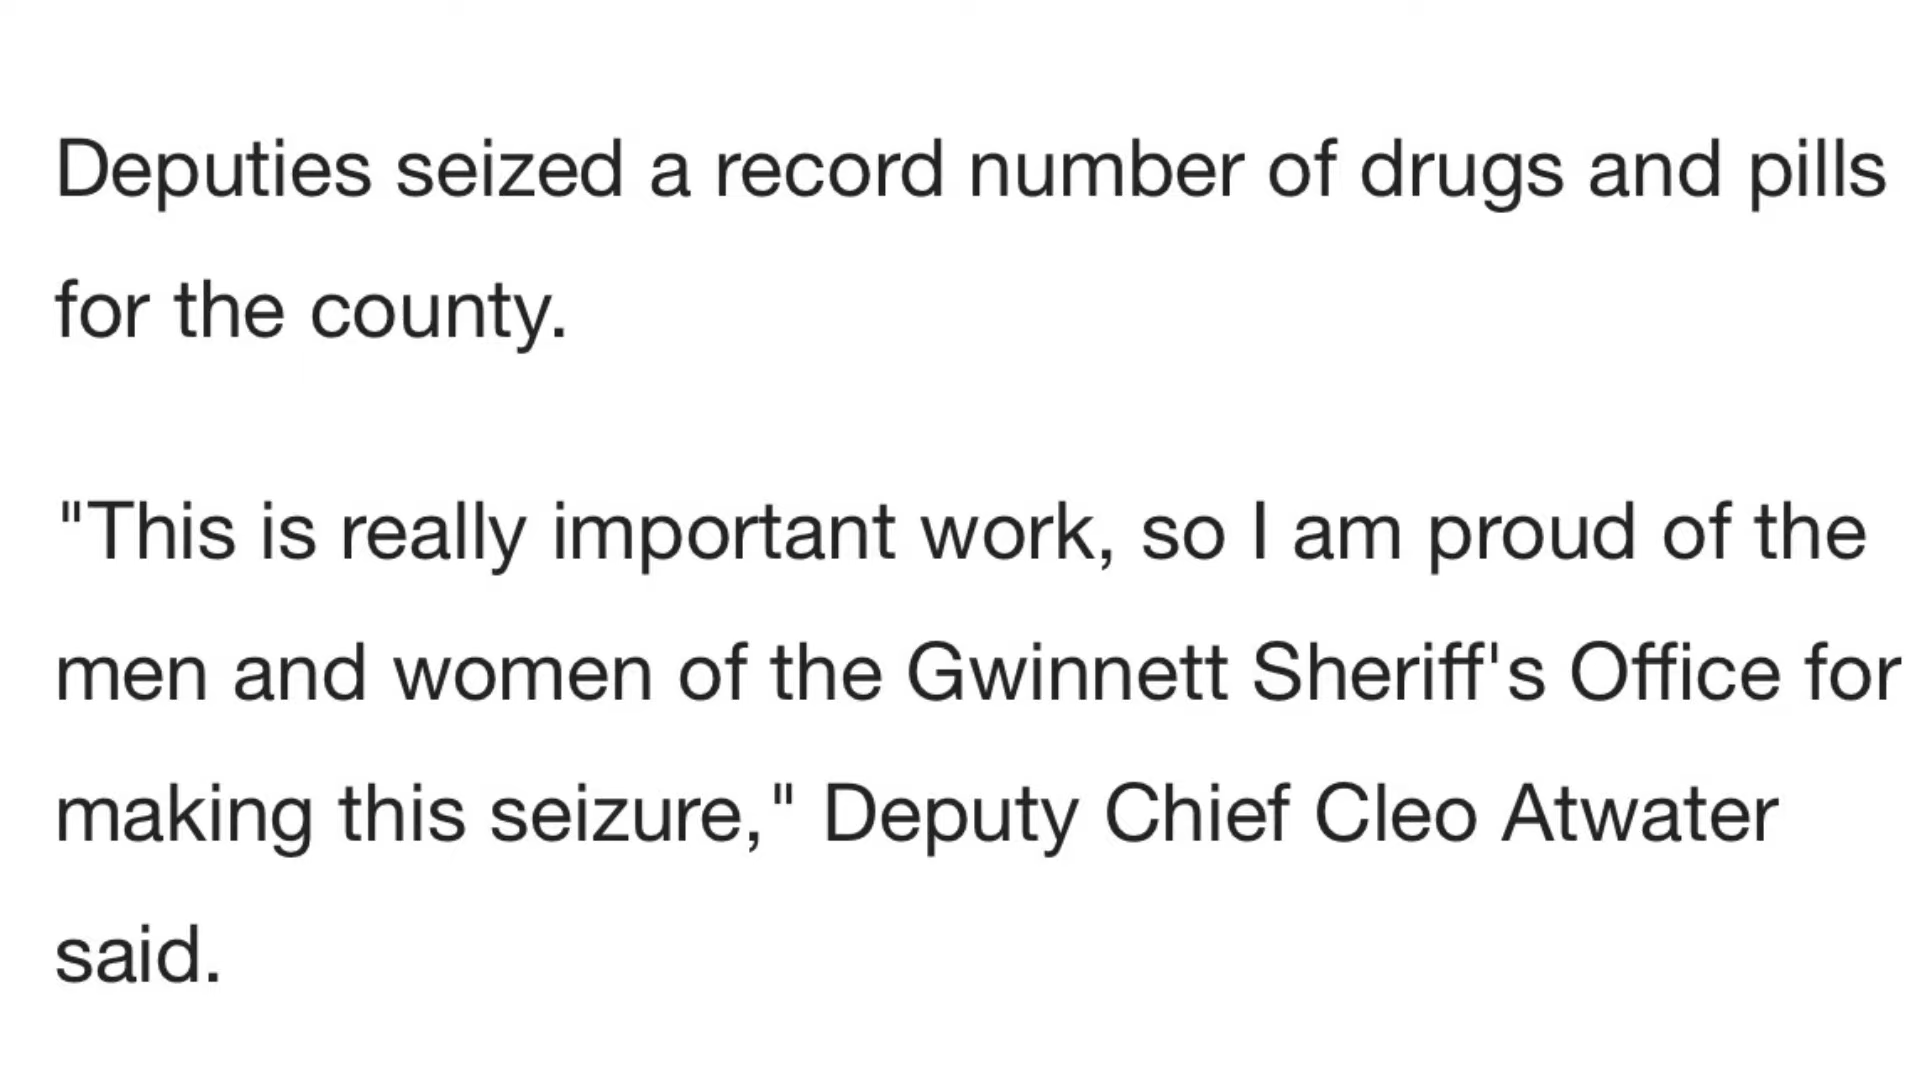 Deputies seized a record number of drugs and pills
for the county.
"This is really important work, so I am proud of the
men and women of the Gwinnett Sheriff's Office for
making this seizure," Deputy Chief Cleo Atwater
said.